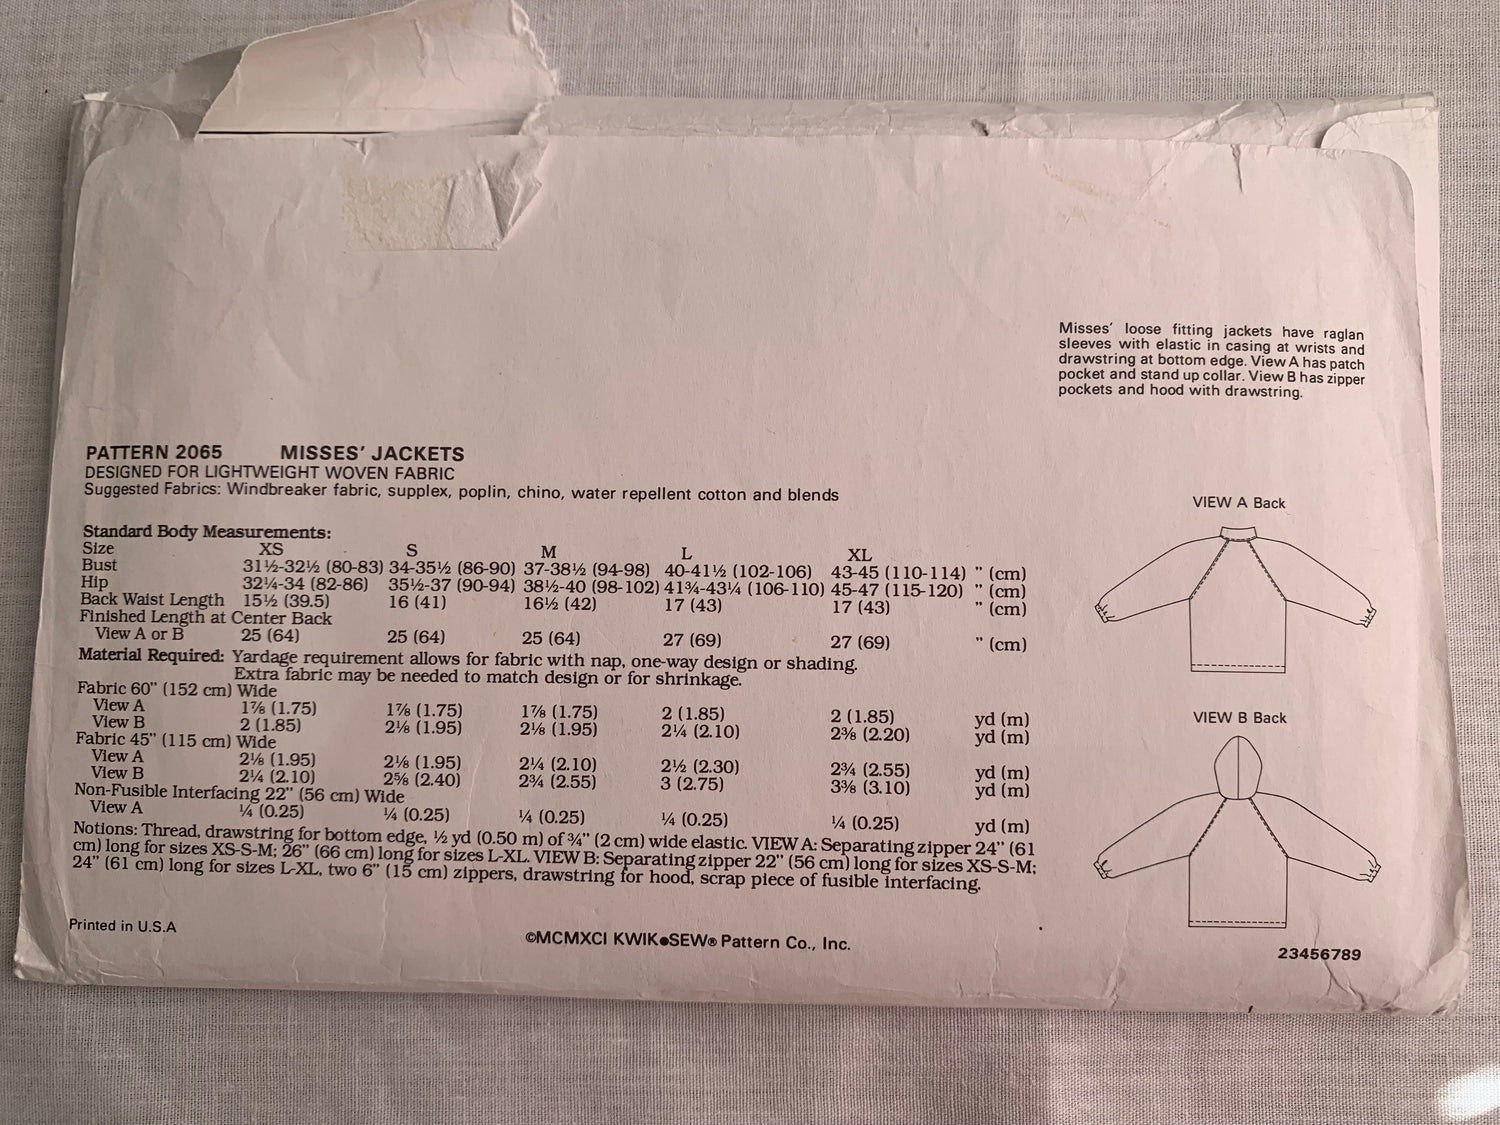 Misses' loose fitting jackets have raglan
sleeves with elastic in casing at wrists and
drawstring at bottom edge. View A has patch
pocket and stand up collar. View B has zipper
pockets and hood with drawstring.
PATTERN 2065 MISSES' JACKETS
DESIGNED FOR LIGHTWEIGHT WOVEN FABRIC
Suggested Fabrics: Windbreaker fabric, supplex, poplin, chino, water repellent cotton and blends
Standard Body Measurements:
Size XS S M L XL
Bust 31½-32½ (80-83) 34-35½ (86-90) 37-38½ (94-98) 40-41½ (102-106) 43-45 (110-114) " (cm)
Hip 32¼-34 (82-86) 35½-37 (90-94) 38½-40 (98-102) 41¾-43¼ (106-110) 45-47 (115-120) " (cm)
Back Waist Length 15½ (39.5) 16 (41) 16½ (42) 17 (43) 17 (43) " (cm)
Finished Length at Center Back
View A or B 25 (64) 25 (64) 25 (64) 27 (69) 27 (69) " (cm)
Material Required: Yardage requirement allows for fabric with nap, one-way design or shading.
Extra fabric may be needed to match design or for shrinkage.
Fabric 60" (152 cm) Wide
View A 1⅞ (1.75) 1⅞ (1.75) 1⅞ (1.75) 2 (1.85) 2 (1.85) yd (m)
View B 2 (1.85) 2⅛ (1.95) 2⅛ (1.95) 2¼ (2.10) 2⅜ (2.20) yd (m)
Fabric 45" (115 cm) Wide
View A 2⅛ (1.95) 2⅛ (1.95) 2¼ (2.10) 2½ (2.30) 2¾ (2.55) yd (m)
View B 2¼ (2.10) 2⅝ (2.40) 2¾ (2.55) 3 (2.75) 3⅜ (3.10) yd (m)
Non-Fusible Interfacing 22" (56 cm) Wide
View A ¼ (0.25) ¼ (0.25) ¼ (0.25) ¼ (0.25) ¼ (0.25) yd (m)
Notions: Thread, drawstring for bottom edge, ½ yd (0.50 m) of ¾" (2 cm) wide elastic. VIEW A: Separating zipper 24" (61
cm) long for sizes XS-S-M; 26" (66 cm) long for sizes L-XL. VIEW B: Separating zipper 22" (56 cm) long for sizes XS-S-M;
24" (61 cm) long for sizes L-XL, two 6" (15 cm) zippers, drawstring for hood, scrap piece of fusible interfacing.
VIEW A Back
VIEW B Back
Printed in U.S.A
©MCMXCI KWIK●SEW® Pattern Co., Inc.
23456789